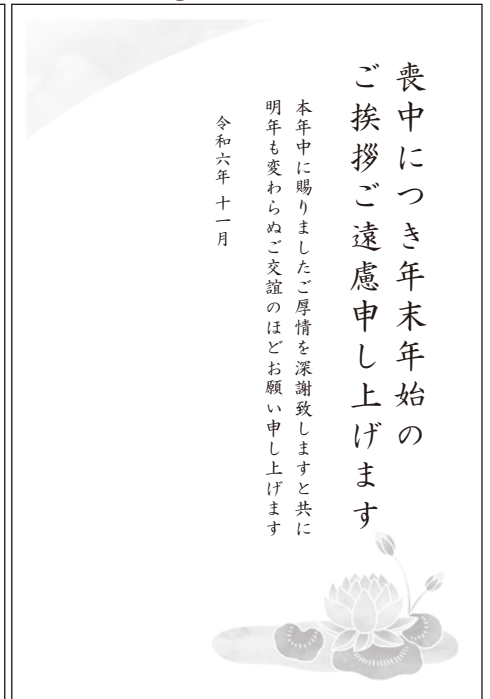 喪中につき年末年始の
ご挨拶ご遠慮申し上げます
本年中に賜りましたご厚情を深謝致しますと共に
明年も変わらぬご交誼のほどお願い申し上げます
令和六年 十一月